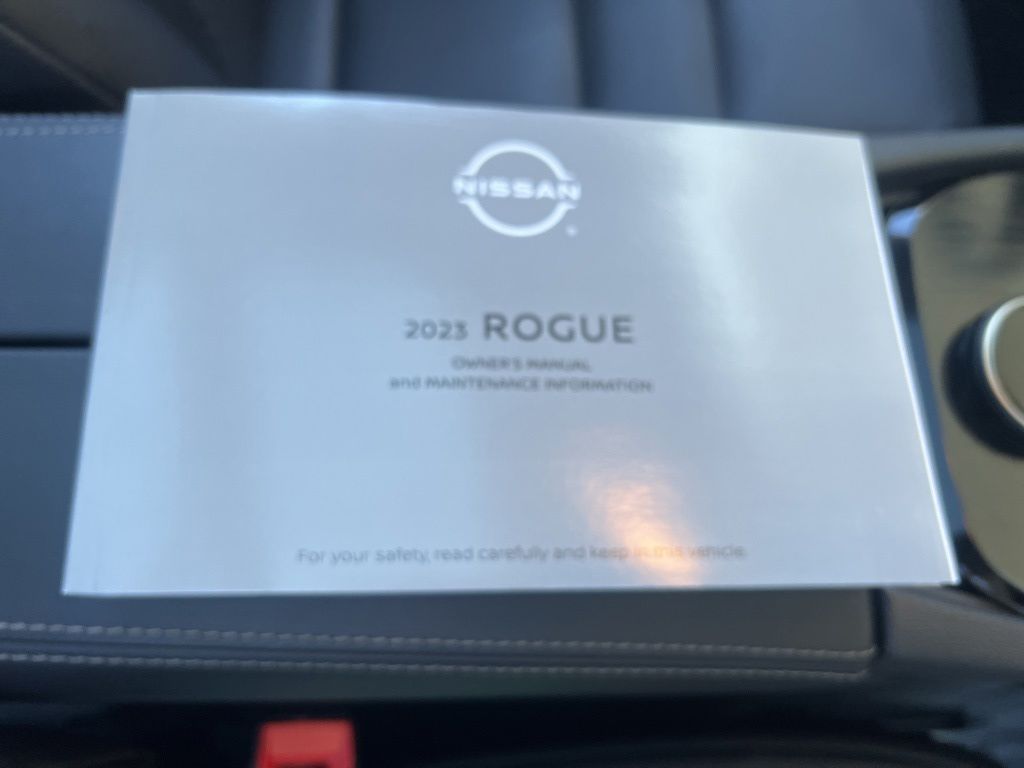 NISSAN
2023 ROGUE
OWNER'S MANUAL
and MAINTENANCE INFORMATION
For your safety, read carefully and keep in this vehicle.